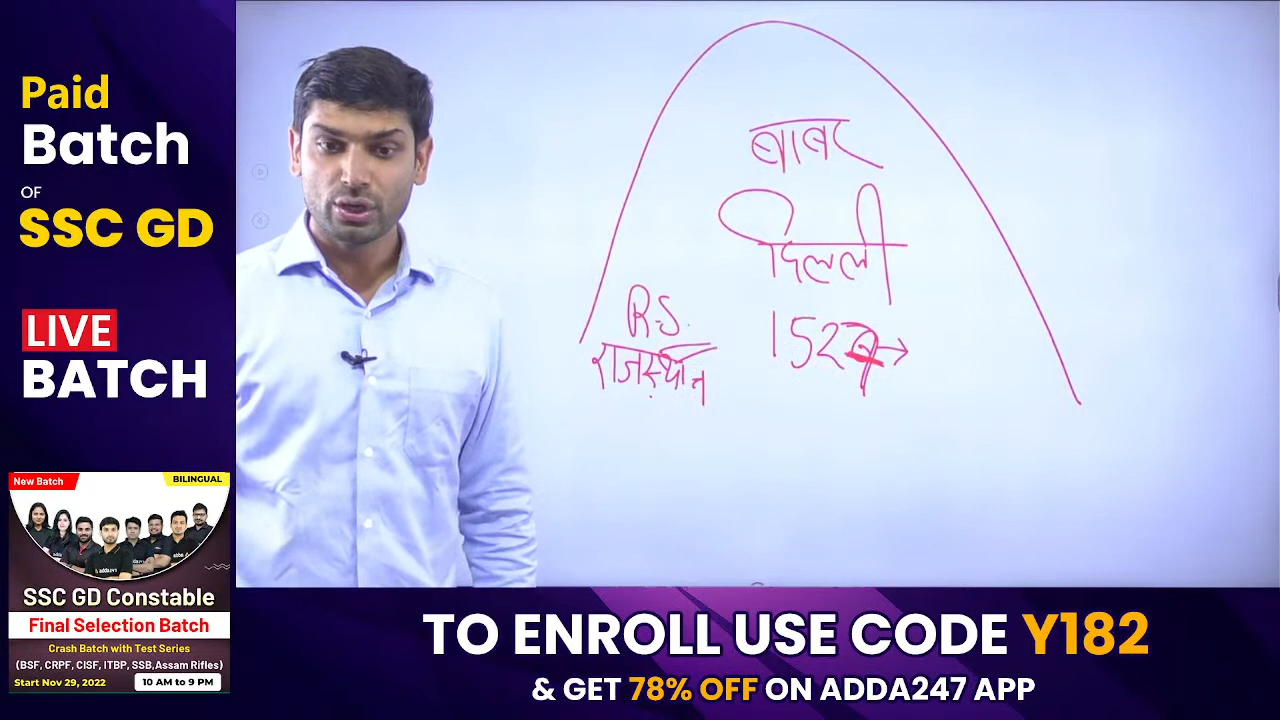 Paid
Batch
OF
SSC GD
LIVE
BATCH
New Batch
BILINGUAL
SSC GD Constable
Final Selection Batch
Crash Batch with Test Series
(BSF, CRPF, CISF, ITBP, SSB,Assam Rifles)
Start Nov 29, 2022
10 AM to 9 PM
बाबर
दिल्ली
R.S.
राजस्थान
152
TO ENROLL USE CODE Y182
& GET 78% OFF ON ADDA247 APP